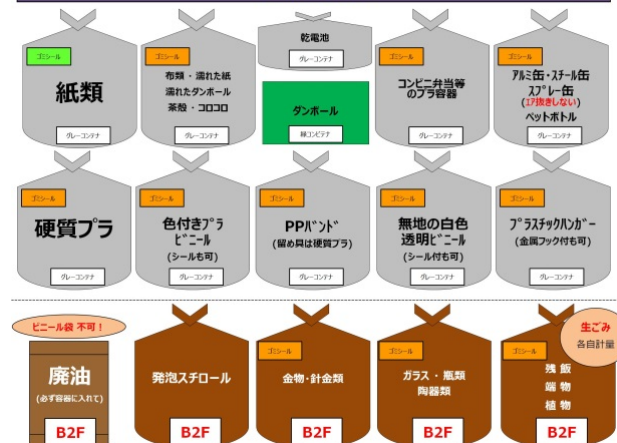 ゴミシール
紙類
グレーコンテナ
ゴミシール
布類・濡れた紙
濡れたダンボール
茶殻・コロコロ
グレーコンテナ
乾電池
グレーコンテナ
ダンボール
緑コンビテナ
ゴミシール
コンビニ弁当等
のプラ容器
グレーコンテナ
ゴミシール
アルミ缶・スチール缶
スプレー缶
(エア抜きしない)
ペットボトル
グレーコンテナ
ゴミシール
硬質プラ
グレーコンテナ
ゴミシール
色付きプラ
ビニール
(シールも可)
グレーコンテナ
ゴミシール
PPバンド
(留め具は硬質プラ)
グレーコンテナ
ゴミシール
無地の白色
透明ビニール
(シール付も可)
グレーコンテナ
ゴミシール
プラスチックハンガー
(金属フック付も可)
グレーコンテナ
ビニール袋 不可！
廃油
(必ず容器に入れて)
B2F
発泡スチロール
B2F
ゴミシール
金物・針金類
B2F
ゴミシール
ガラス・瓶類
陶器類
B2F
生ごみ
各自計量
ゴミシール
残飯
端物
植物
B2F